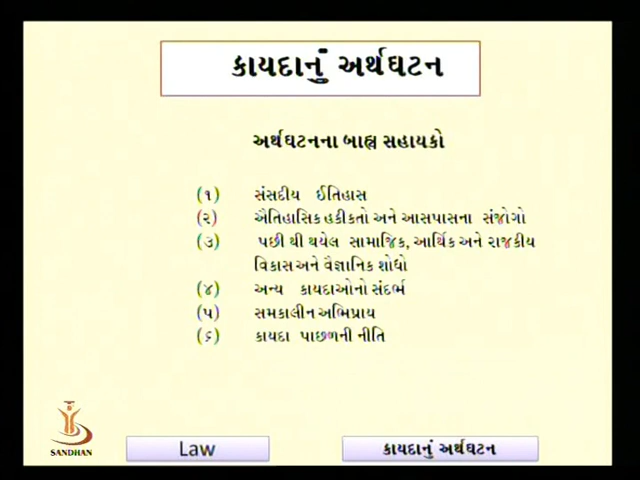 કાયદાનું અર્થઘટન
અર્થઘટનના બાહ્ય સહાયકો
(૧) સંસદીય ઈતિહાસ
(૨) ઐતિહાસિક હકીકતો અને આસપાસના સંજોગો
(૩) પછી થી થયેલ સામાજિક, આર્થિક અને રાજકીય
વિકાસ અને વૈજ્ઞાનિક શોધો
(૪) અન્ય કાયદાઓનો સંદર્ભ
(૫) સમકાલીન અભિપ્રાય
(૬) કાયદા પાછળની નીતિ
SANDHAN
Law
કાયદાનું અર્થઘટન